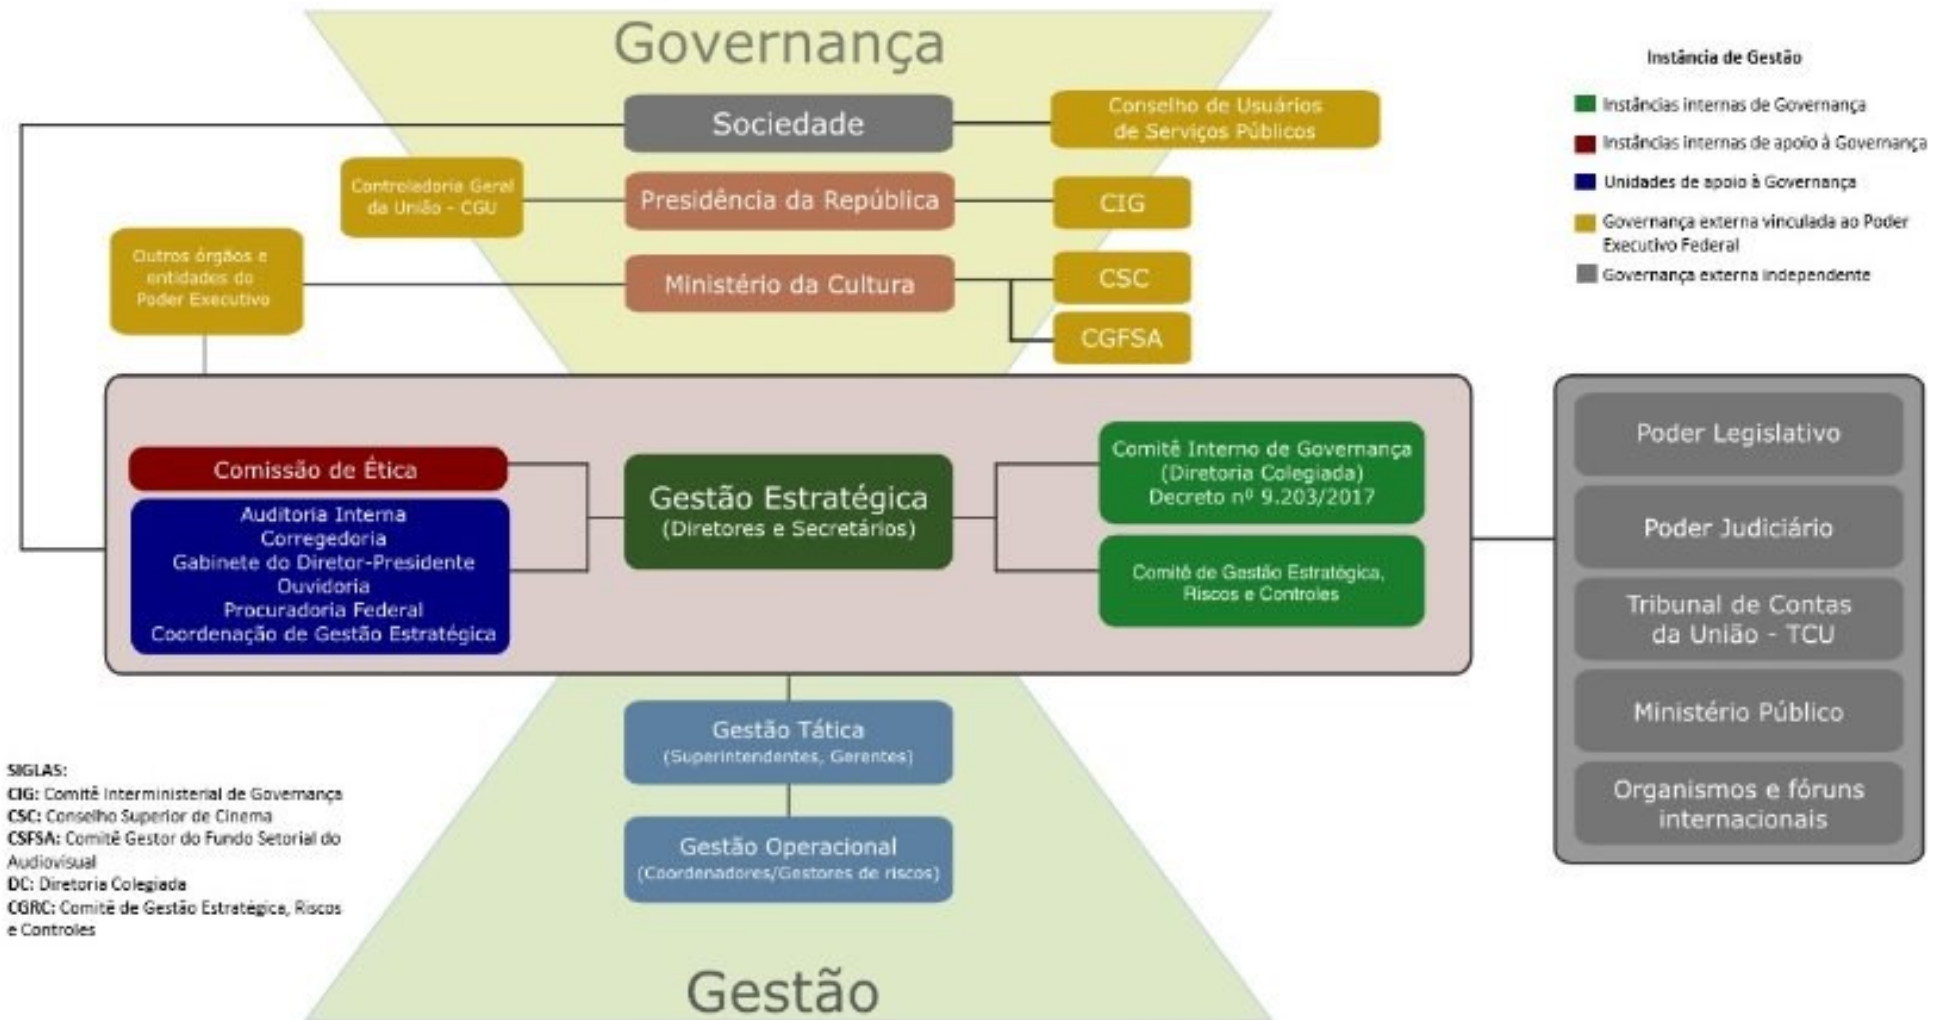 Governança
Sociedade
Conselho de Usuários
de Serviços Públicos
Controladoria Geral
da União - CGU
Presidência da República
CIG
Outros órgãos e
entidades do
Poder Executivo
Ministério da Cultura
CSC
CGFSA
Instância de Gestão
Instâncias internas de Governança
Instâncias internas de apoio à Governança
Unidades de apoio à Governança
Governança externa vinculada ao Poder
Executivo Federal
Governança externa independente
Comissão de Ética
Auditoria Interna
Corregedoria
Gabinete do Diretor-Presidente
Ouvidoria
Procuradoria Federal
Coordenação de Gestão Estratégica
Gestão Estratégica
(Diretores e Secretários)
Comitê Interno de Governança
(Diretoria Colegiada)
Decreto nº 9.203/2017
Comitê de Gestão Estratégica,
Riscos e Controles
Poder Legislativo
Poder Judiciário
Tribunal de Contas
da União - TCU
Ministério Público
Organismos e fóruns
internacionais
Gestão Tática
(Superintendentes, Gerentes)
Gestão Operacional
(Coordenadores/Gestores de riscos)
SIGLAS:
CIG: Comitê Interministerial de Governança
CSC: Conselho Superior de Cinema
CSFSA: Comitê Gestor do Fundo Setorial do
Audiovisual
DC: Diretoria Colegiada
CGRC: Comitê de Gestão Estratégica, Riscos
e Controles
Gestão